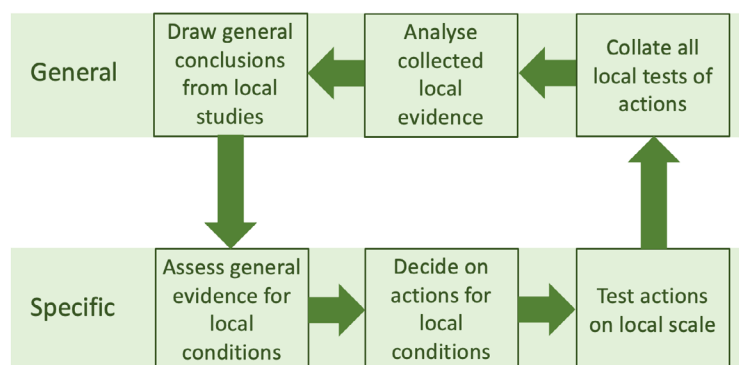 General
Draw general
conclusions
from local
studies
Analyse
collected
local
evidence
Collate all
local tests of
actions
Specific
Assess general
evidence for
local
conditions
Decide on
actions for
local
conditions
Test actions
on local scale